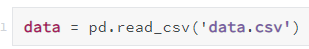 1 data = pd.read_csv('data.csv')